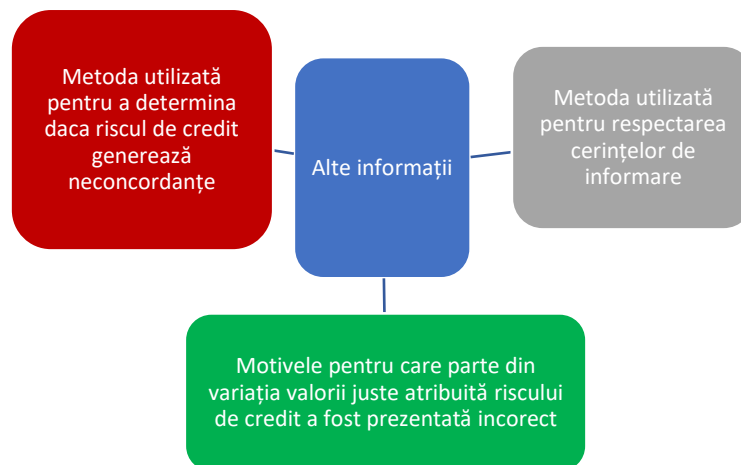 Metoda utilizată
pentru a determina
daca riscul de credit
generează
neconcordanțe
Alte informații
Metoda utilizată
pentru respectarea
cerințelor de
informare
Motivele pentru care parte din
variația valorii juste atribuită riscului
de credit a fost prezentată incorect